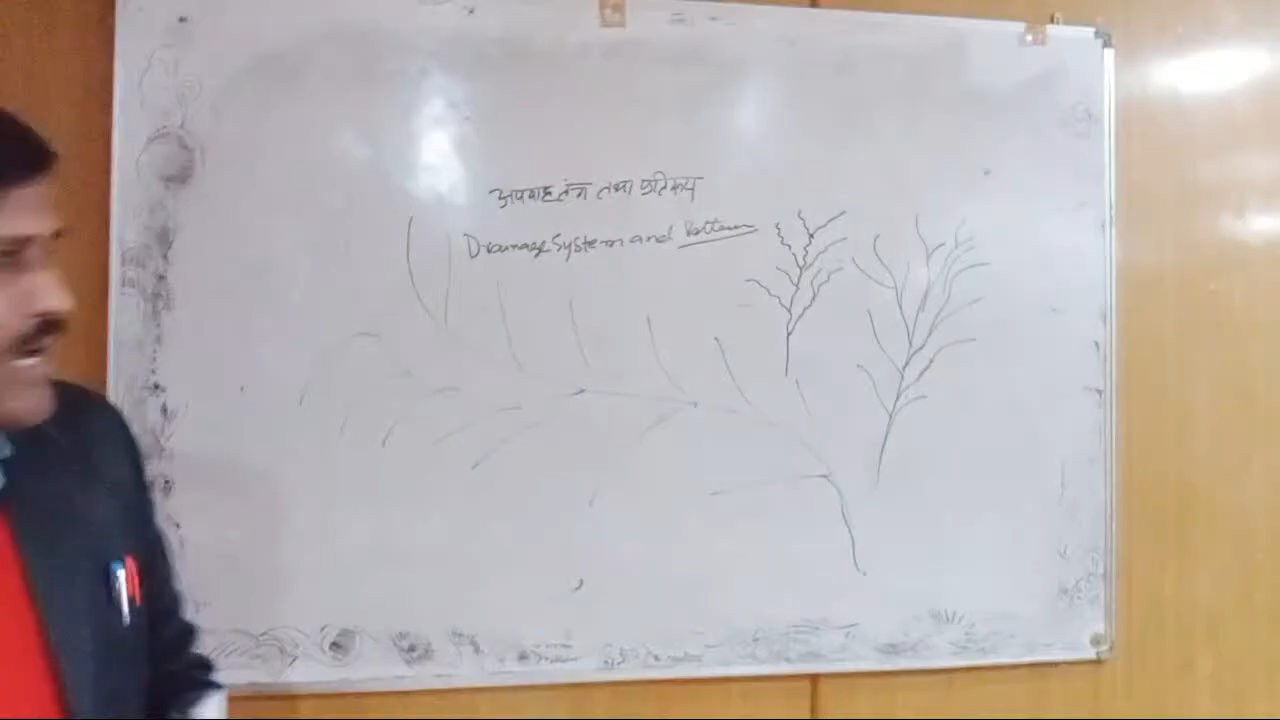 अपवाह तंत्र तथा प्रतिरूप
Drainage System and Pattern